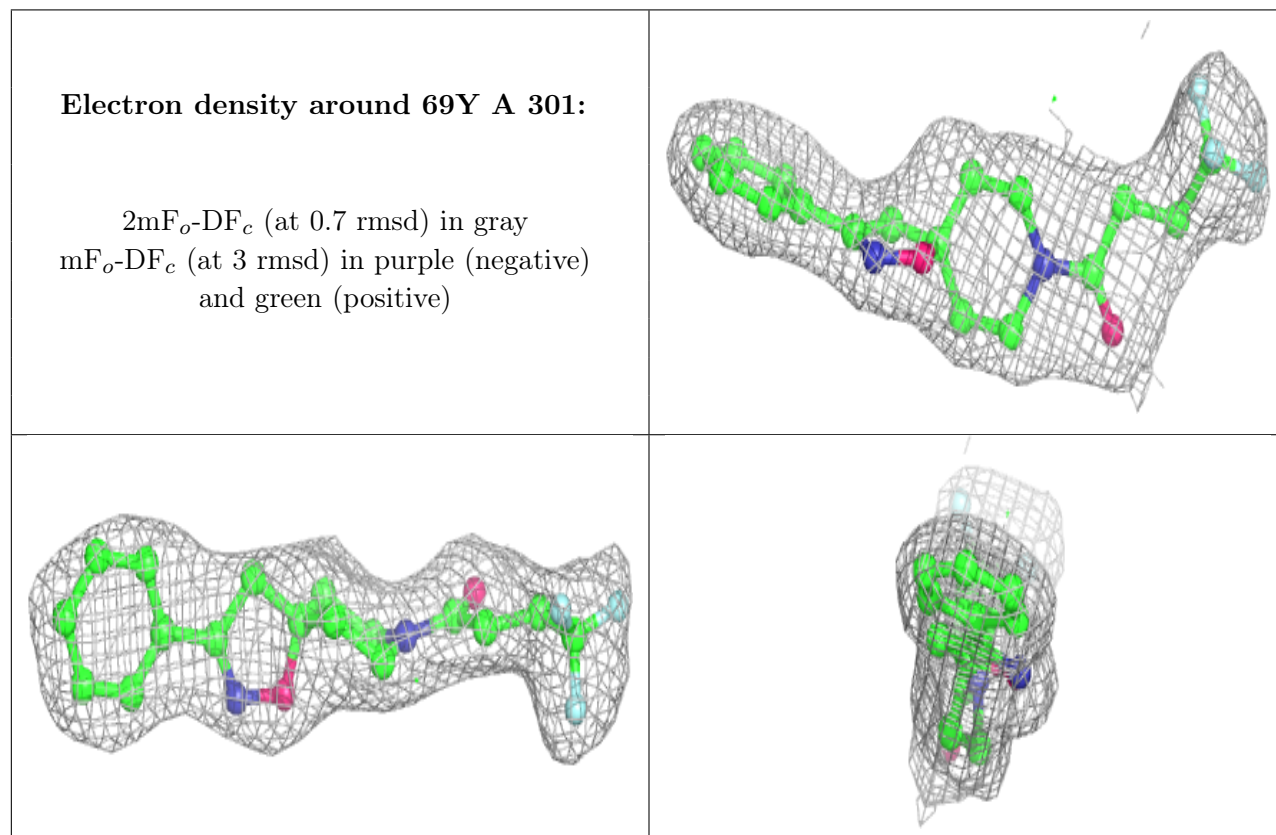 Electron density around 69Y A 301:
2mFₒ-DF𝒸 (at 0.7 rmsd) in gray
mFₒ-DF𝒸 (at 3 rmsd) in purple (negative)
and green (positive)